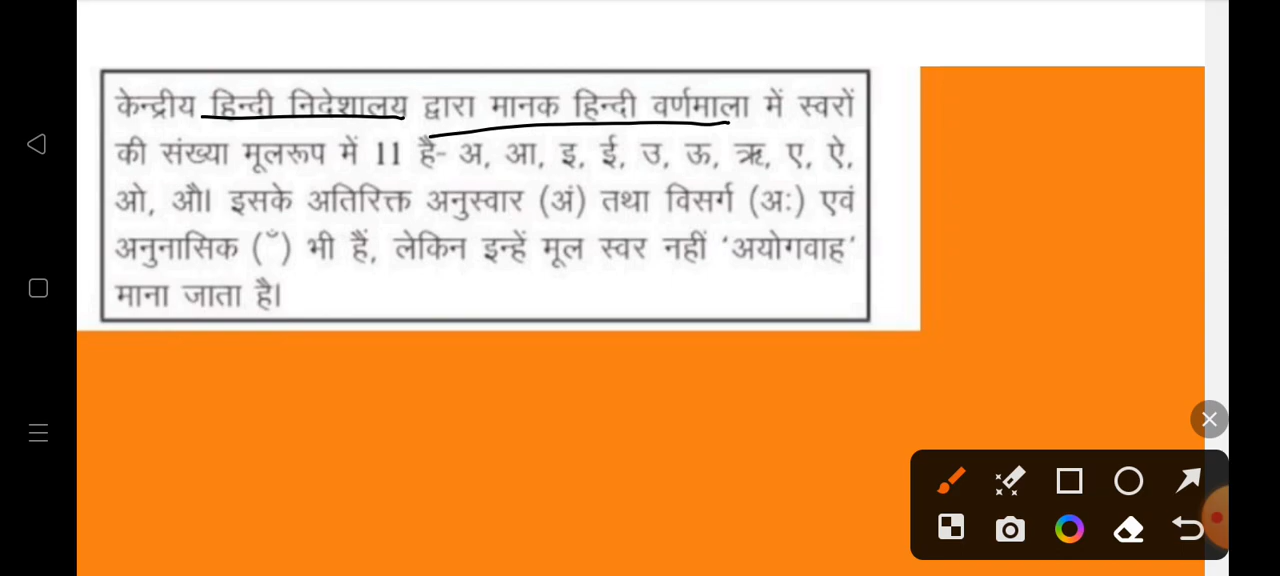 केन्द्रीय हिन्दी निदेशालय द्वारा मानक हिन्दी वर्णमाला में स्वरों
की संख्या मूलरूप में 11 है- अ, आ, इ, ई, उ, ऊ, ऋ, ए, ऐ,
ओ, औ। इसके अतिरिक्त अनुस्वार (अं) तथा विसर्ग (अः) एवं
अनुनासिक (ँ) भी हैं, लेकिन इन्हें मूल स्वर नहीं 'अयोगवाह'
माना जाता है।